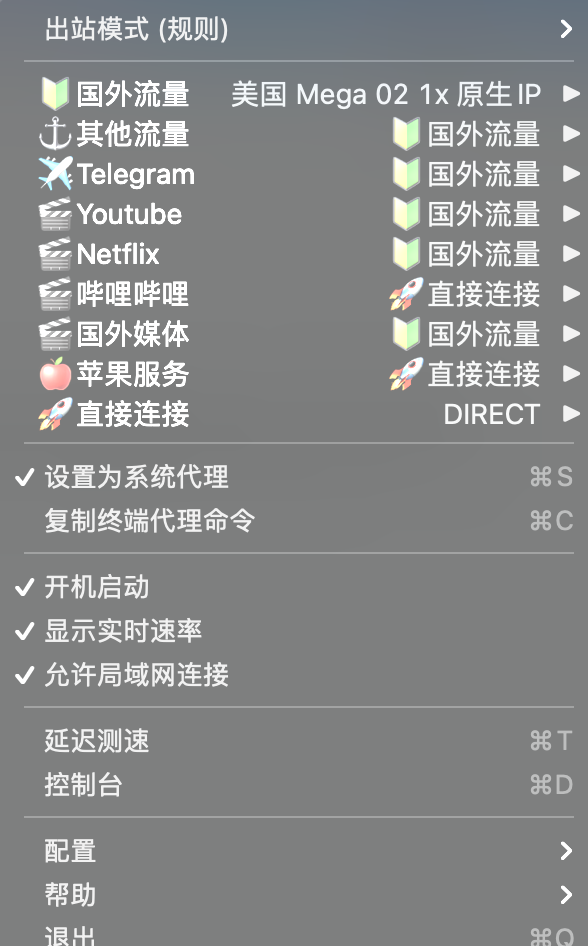 出站模式 (规则)
国外流量 美国 Mega 02 1x 原生IP
其他流量 国外流量
Telegram 国外流量
Youtube 国外流量
Netflix 国外流量
哔哩哔哩 直接连接
国外媒体 国外流量
苹果服务 直接连接
直接连接 DIRECT
设置为系统代理 ⌘S
复制终端代理命令 ⌘C
开机启动
显示实时速率
允许局域网连接
延迟测速 ⌘T
控制台 ⌘D
配置
帮助
退出 ⌘Q